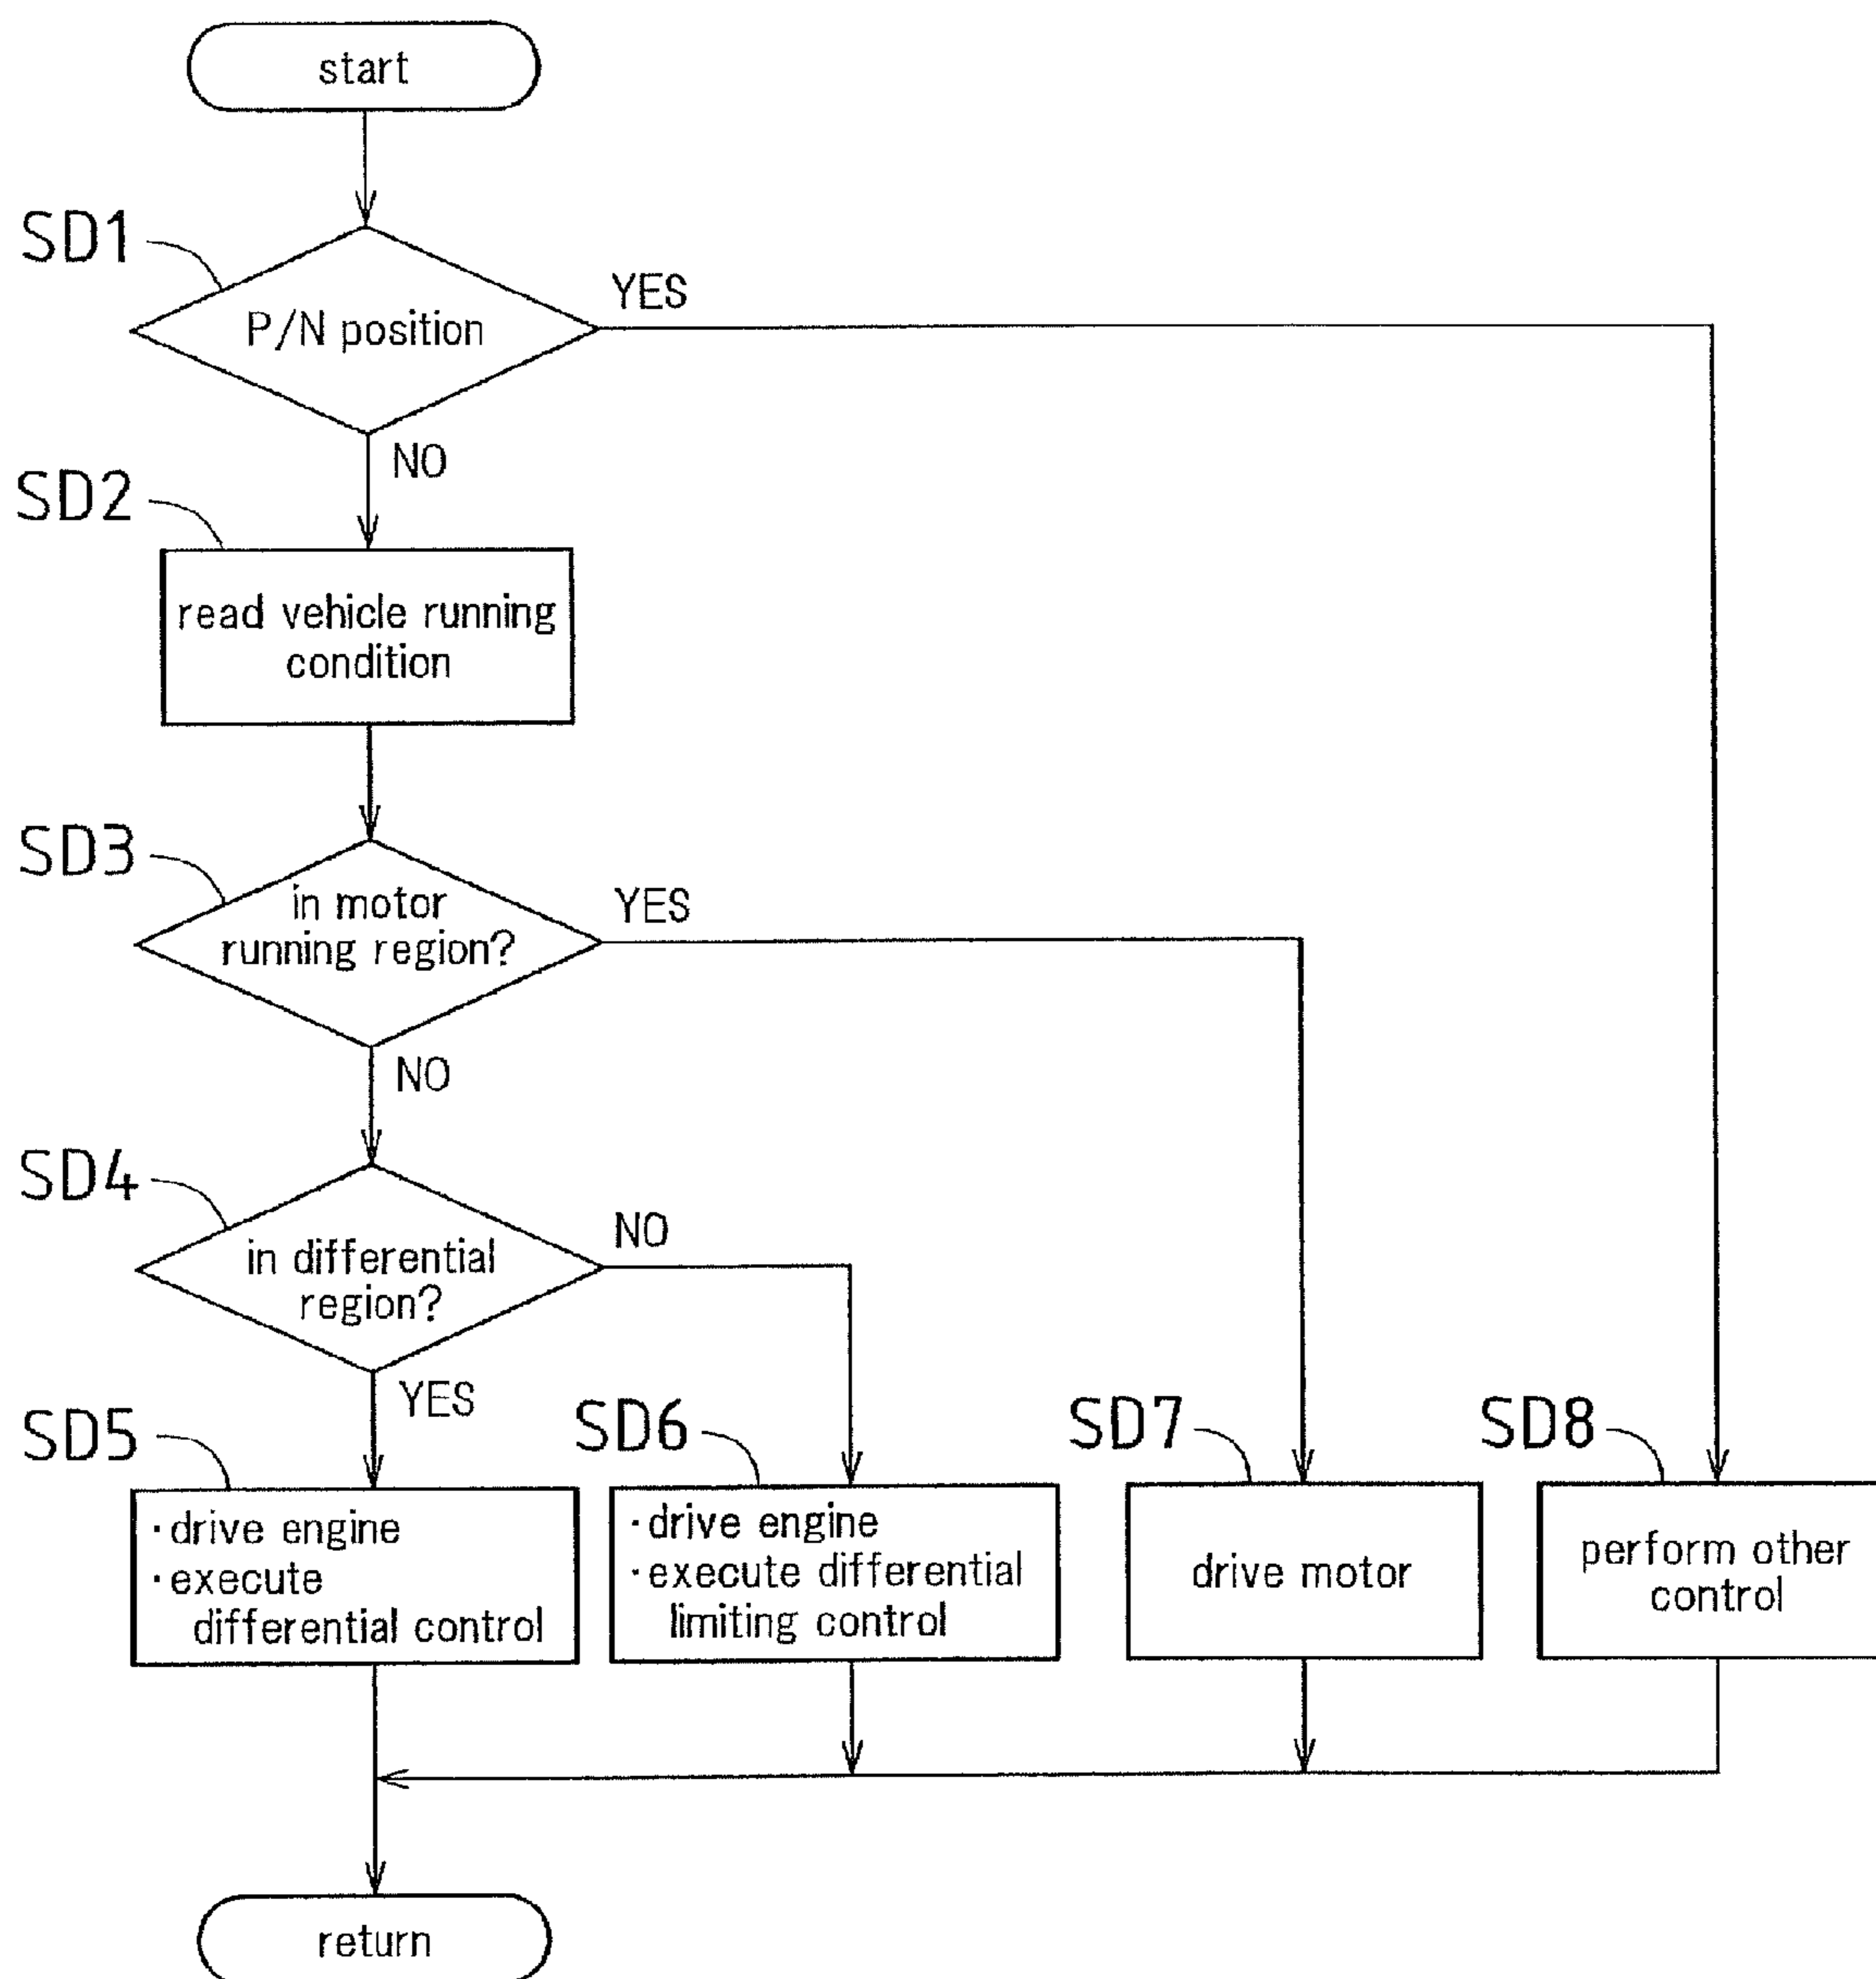 start
SD1
P/N position
YES
NO
SD2
read vehicle running
condition
SD3
in motor
running region?
YES
NO
SD4
in differential
region?
NO
YES
SD5
·drive engine
·execute
differential control
SD6
·drive engine
·execute differential
limiting control
SD7
drive motor
SD8
perform other
control
return